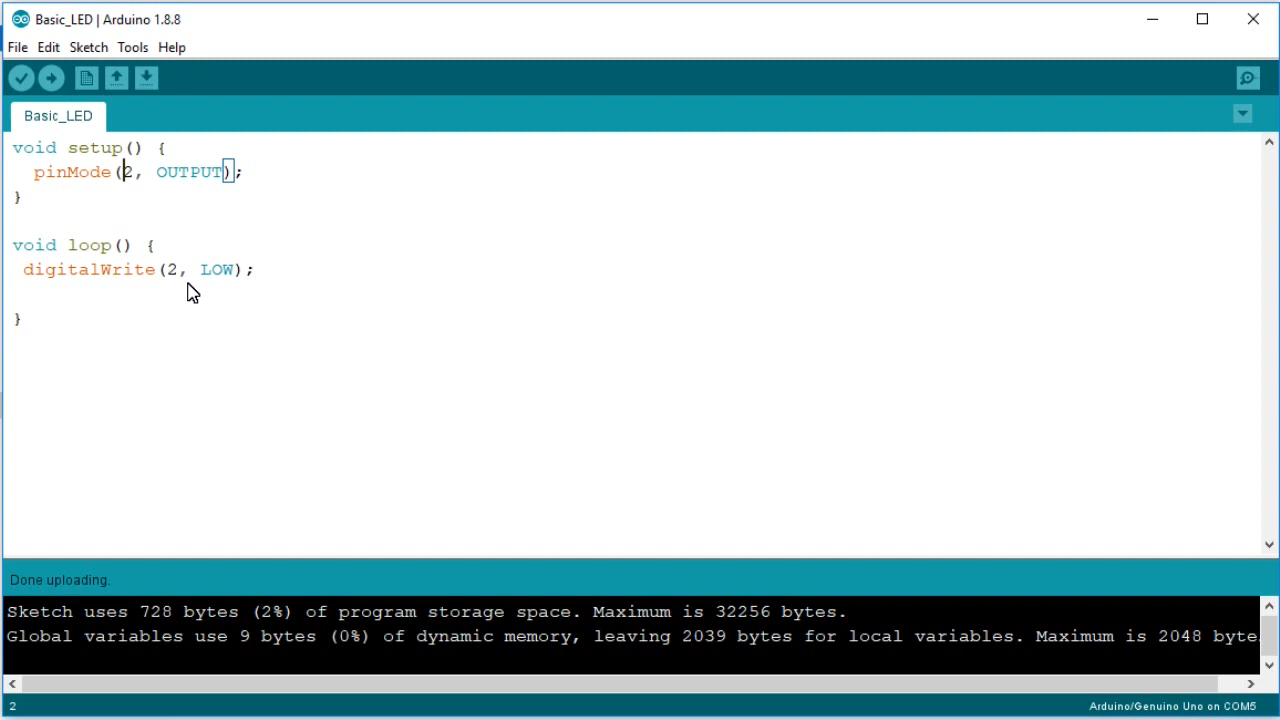 Basic_LED | Arduino 1.8.8
File Edit Sketch Tools Help
Basic_LED
void setup() {
  pinMode(2, OUTPUT);
}
void loop() {
 digitalWrite(2, LOW);
}
Done uploading.
Sketch uses 728 bytes (2%) of program storage space. Maximum is 32256 bytes.
Global variables use 9 bytes (0%) of dynamic memory, leaving 2039 bytes for local variables. Maximum is 2048 byte
2 Arduino/Genuino Uno on COM5